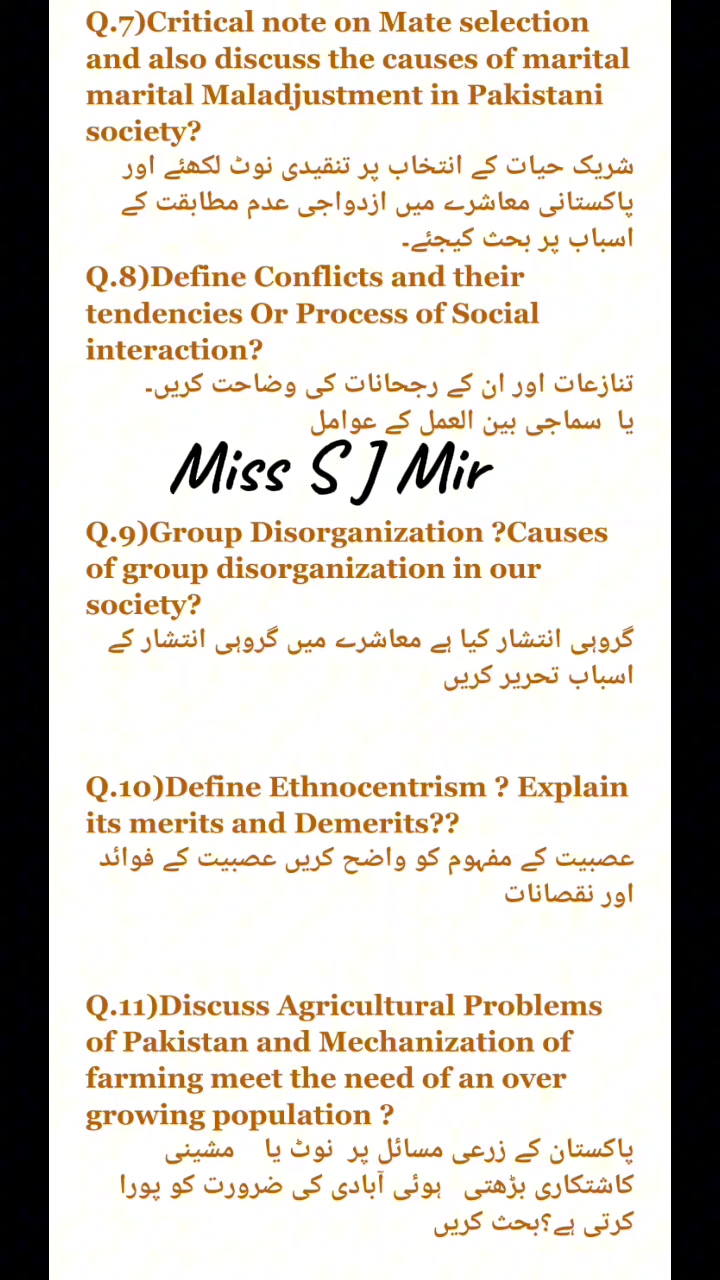 Q.7)Critical note on Mate selection
and also discuss the causes of marital
marital Maladjustment in Pakistani
society?
شریک حیات کے انتخاب پر تنقیدی نوٹ لکھئے اور
پاکستانی معاشرے میں ازدواجی عدم مطابقت کے
اسباب پر بحث کیجئے۔
Q.8)Define Conflicts and their
tendencies Or Process of Social
interaction?
تنازعات اور ان کے رجحانات کی وضاحت کریں۔
یا سماجی بین العمل کے عوامل
Miss S J Mir
Q.9)Group Disorganization ?Causes
of group disorganization in our
society?
گروہی انتشار کیا ہے معاشرے میں گروہی انتشار کے
اسباب تحریر کریں
Q.10)Define Ethnocentrism ? Explain
its merits and Demerits??
عصبیت کے مفہوم کو واضح کریں عصبیت کے فوائد
اور نقصانات
Q.11)Discuss Agricultural Problems
of Pakistan and Mechanization of
farming meet the need of an over
growing population ?
پاکستان کے زرعی مسائل پر نوٹ یا مشینی
کاشتکاری بڑھتی ہوئی آبادی کی ضرورت کو پورا
کرتی ہے؟بحث کریں